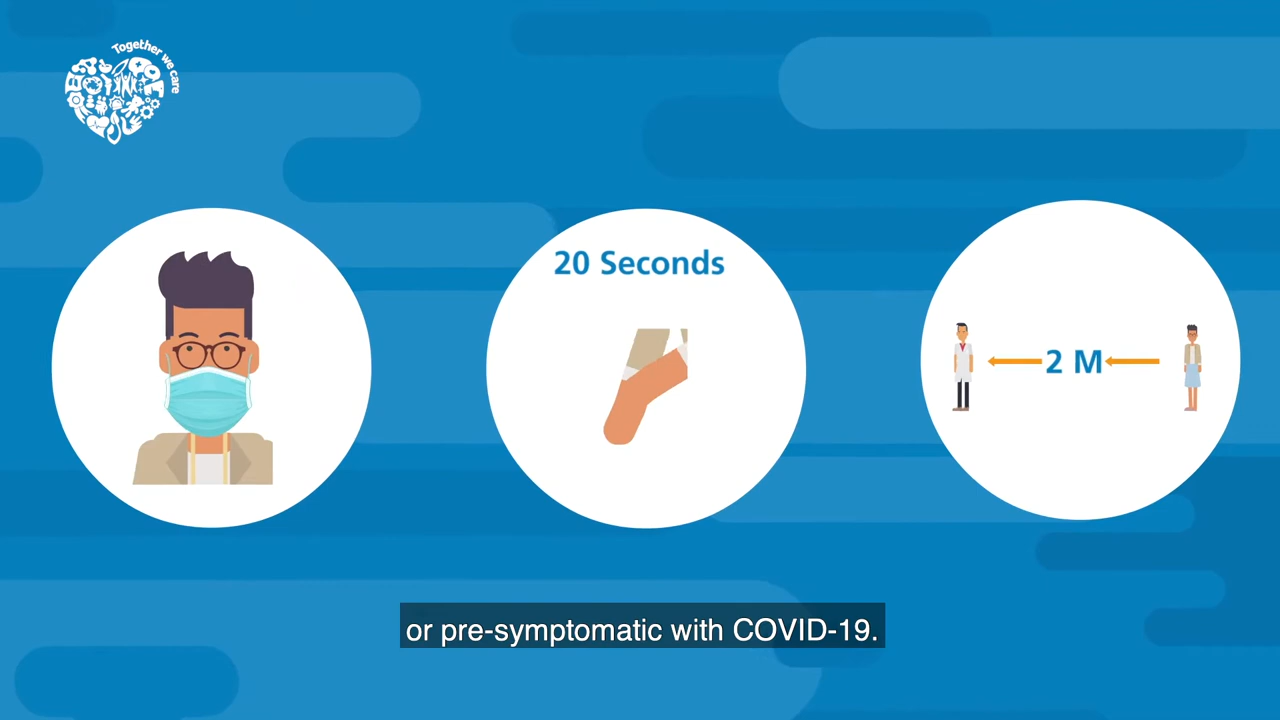 Together we care
20 Seconds
2 M
or pre-symptomatic with COVID-19.